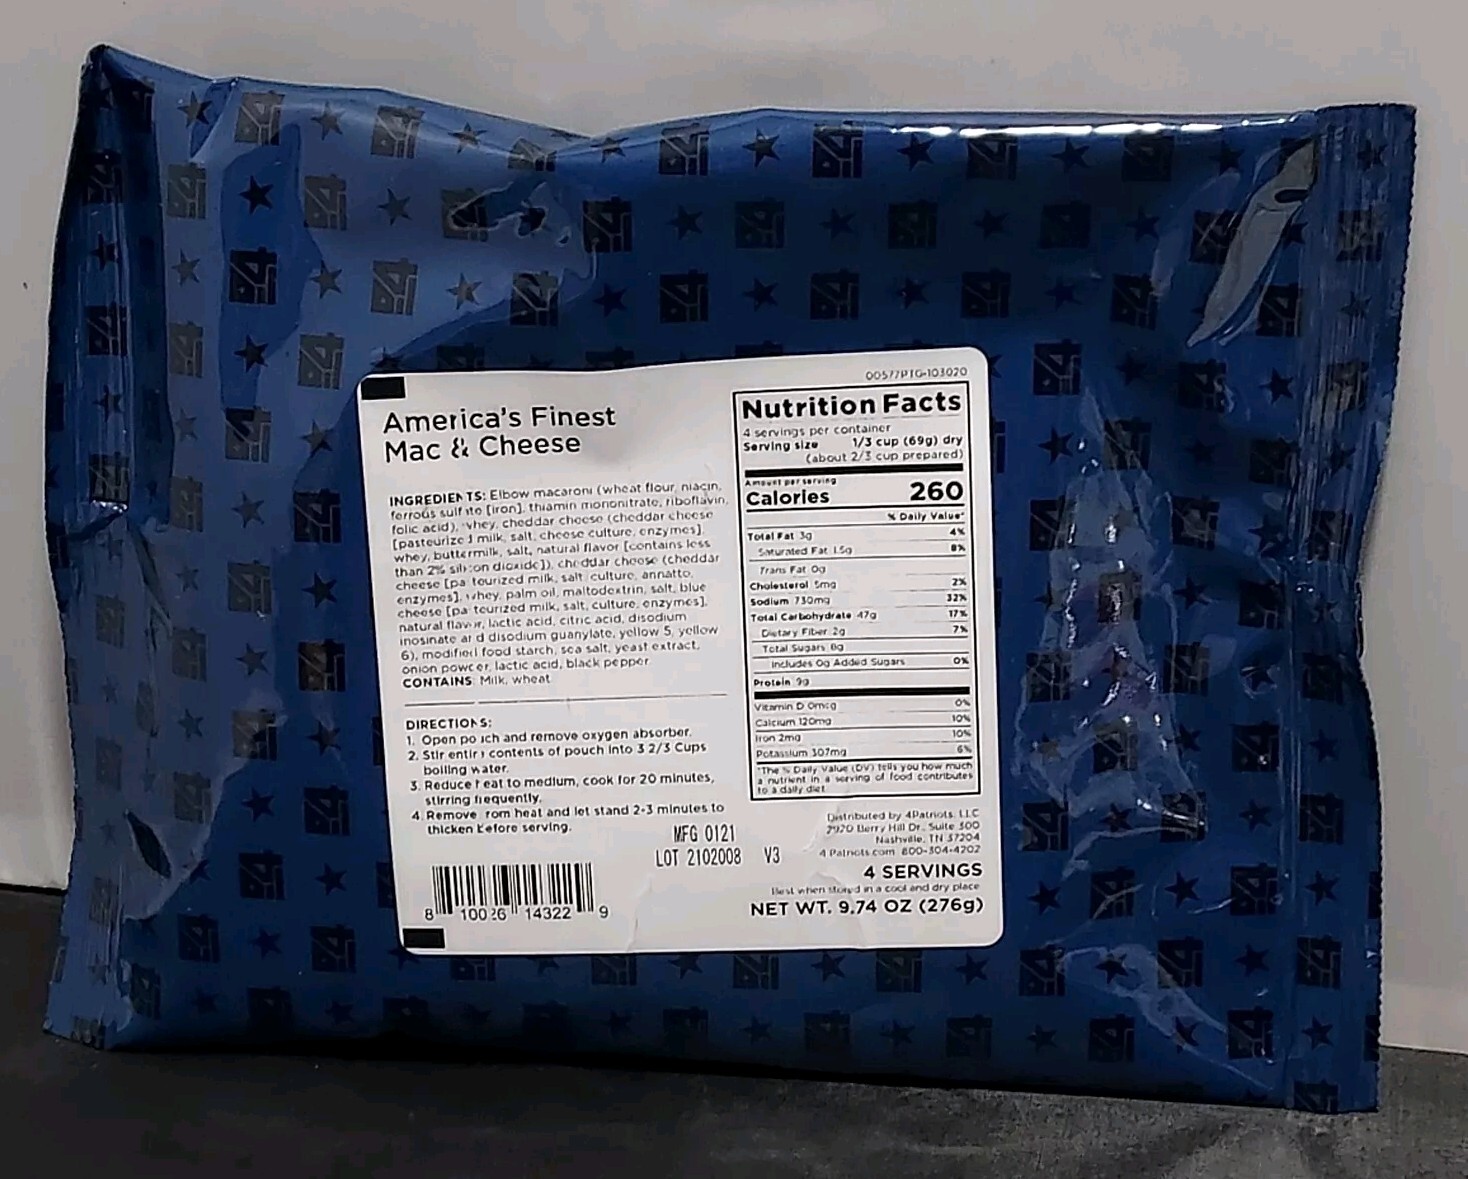 America's Finest
Mac & Cheese
INGREDIENTS: Elbow macaroni (wheat flour, niacin,
ferrous sulfate [iron], thiamin mononitrate, riboflavin,
folic acid), whey, cheddar cheese (cheddar cheese
[pasteurized milk, salt, cheese culture, enzymes],
whey, buttermilk, salt, natural flavor [contains less
than 2% silicon dioxide]), cheddar cheese (cheddar
cheese [pasteurized milk, salt, culture, annatto,
enzymes], whey, palm oil, maltodextrin, salt, blue
cheese [pasteurized milk, salt, culture, enzymes],
natural flavor, lactic acid, citric acid, disodium
inosinate and disodium guanylate, yellow 5, yellow
6), modified food starch, sea salt, yeast extract,
onion powder, lactic acid, black pepper
CONTAINS: Milk, wheat
DIRECTIONS:
1. Open pouch and remove oxygen absorber.
2. Stir entire contents of pouch into 3 2/3 Cups
boiling water.
3. Reduce heat to medium, cook for 20 minutes,
stirring frequently.
4. Remove from heat and let stand 2-3 minutes to
thicken before serving.
MFG 0121
LOT 2102008 V3
8 10026 14322 9
00577PTG-103020
Nutrition Facts
4 servings per container
Serving size 1/3 cup (69g) dry
(about 2/3 cup prepared)
Amount per serving
Calories 260
% Daily Value*
Total Fat 3g 4%
Saturated Fat 1.5g 8%
Trans Fat 0g
Cholesterol 5mg 2%
Sodium 730mg 32%
Total Carbohydrate 47g 17%
Dietary Fiber 2g 7%
Total Sugars 8g
Includes 0g Added Sugars 0%
Protein 9g
Vitamin D 0mcg 0%
Calcium 120mg 10%
Iron 2mg 10%
Potassium 307mg 6%
*The % Daily Value (DV) tells you how much
a nutrient in a serving of food contributes
to a daily diet
Distributed by 4Patriots, LLC
2920 Berry Hill Dr., Suite 300
Nashville, TN 37204
4Patriots.com 800-304-4202
4 SERVINGS
Best when stored in a cool and dry place
NET WT. 9.74 OZ (276g)